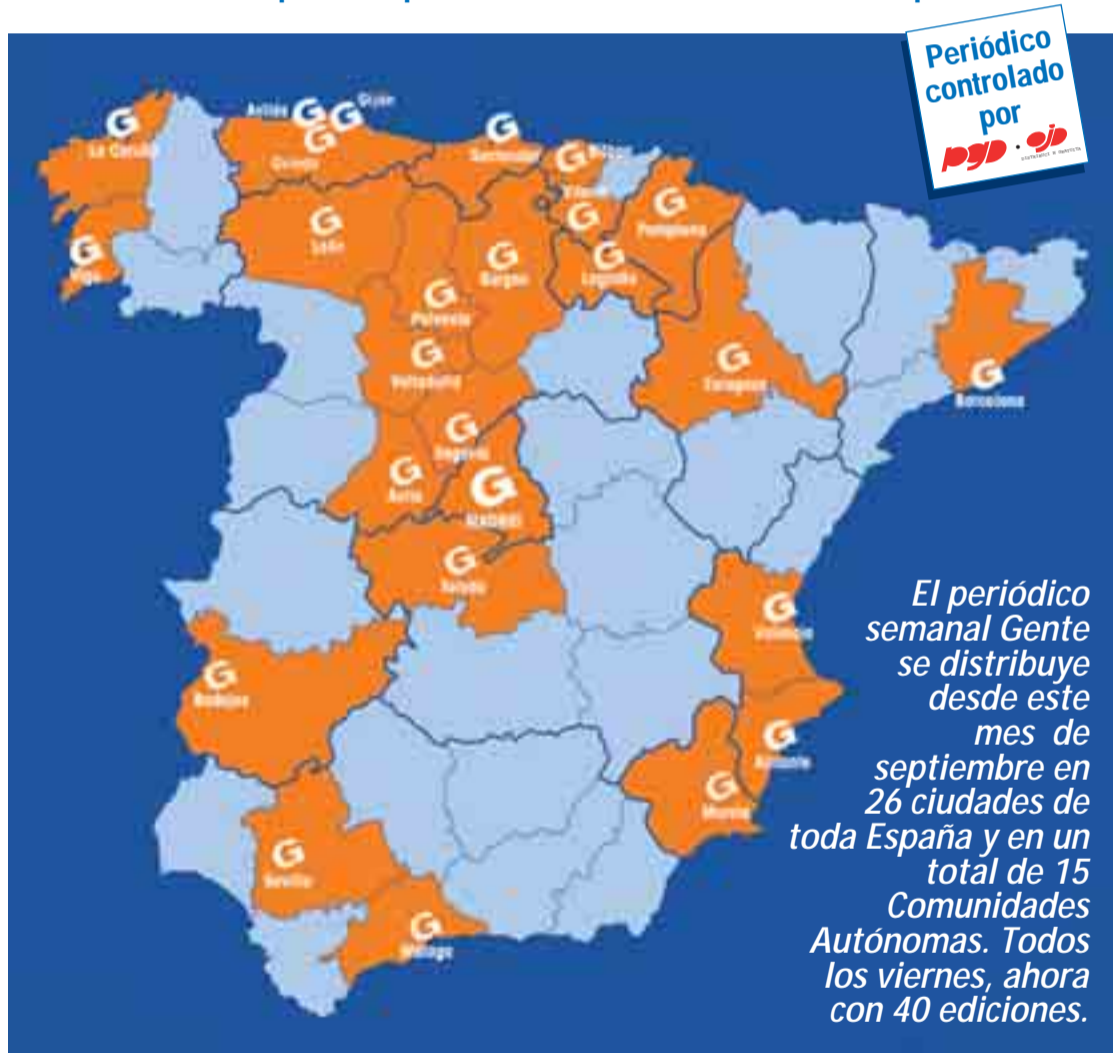 Periódico
controlado
por
pgd · ojd
La Coruña
G
Avilés
G
Gijón
G
Oviedo
G
Santander
G
Bilbao
G
Vitoria
G
Pamplona
G
Vigo
G
León
G
Burgos
G
Logroño
G
Palencia
G
Valladolid
G
Zaragoza
G
Barcelona
G
Segovia
G
Ávila
G
MADRID
G
Toledo
G
Valencia
G
Badajoz
G
Alicante
G
Murcia
G
Sevilla
G
Málaga
G
El periódico
semanal Gente
se distribuye
desde este
mes de
septiembre en
26 ciudades de
toda España y en un
total de 15
Comunidades
Autónomas. Todos
los viernes, ahora
con 40 ediciones.